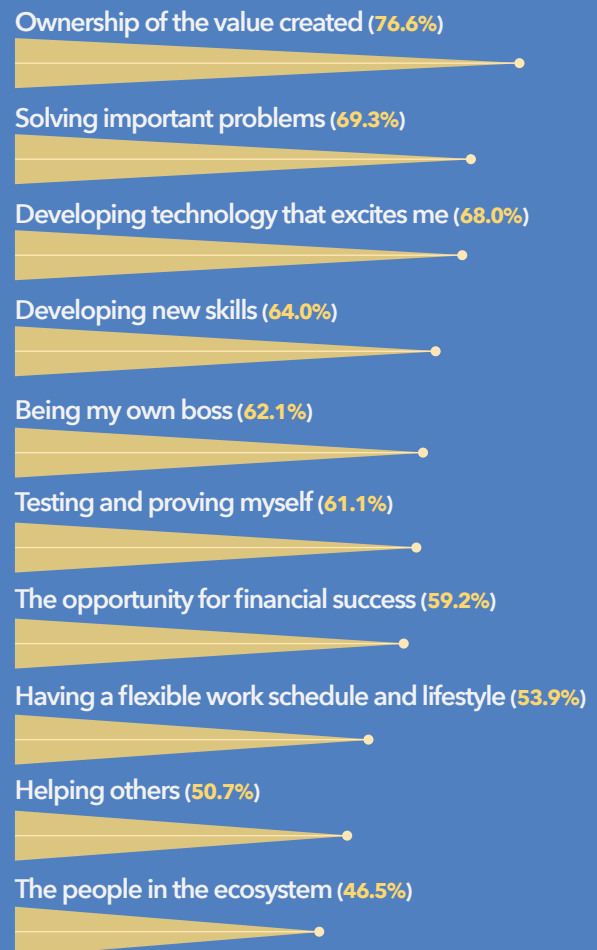 Ownership of the value created (76.6%)
Solving important problems (69.3%)
Developing technology that excites me (68.0%)
Developing new skills (64.0%)
Being my own boss (62.1%)
Testing and proving myself (61.1%)
The opportunity for financial success (59.2%)
Having a flexible work schedule and lifestyle (53.9%)
Helping others (50.7%)
The people in the ecosystem (46.5%)